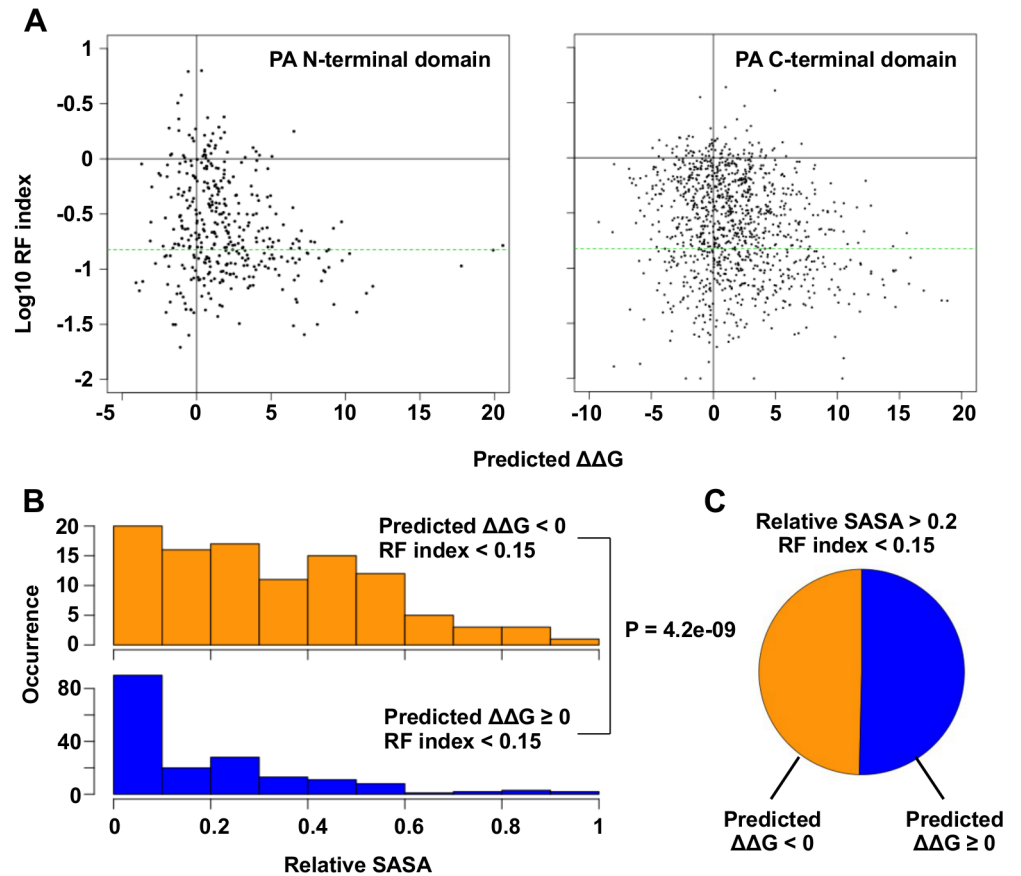 A
PA N-terminal domain
PA C-terminal domain
Log10 RF index
1
-0.5
0
-0.5
-1
-1.5
-2
-5 0 5 10 15 20
-10 -5 0 5 10 15 20
Predicted ΔΔG
B
Occurrence
20
15
10
5
0
Predicted ΔΔG < 0
RF index < 0.15
P = 4.2e-09
80
40
0
Predicted ΔΔG ≥ 0
RF index < 0.15
0 0.2 0.4 0.6 0.8 1
Relative SASA
C
Relative SASA > 0.2
RF index < 0.15
Predicted
ΔΔG < 0
Predicted
ΔΔG ≥ 0